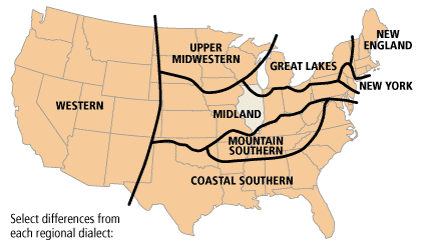 NEW
ENGLAND
UPPER
MIDWESTERN
GREAT LAKES
NEW YORK
WESTERN
MIDLAND
MOUNTAIN
SOUTHERN
COASTAL SOUTHERN
Select differences from
each regional dialect: